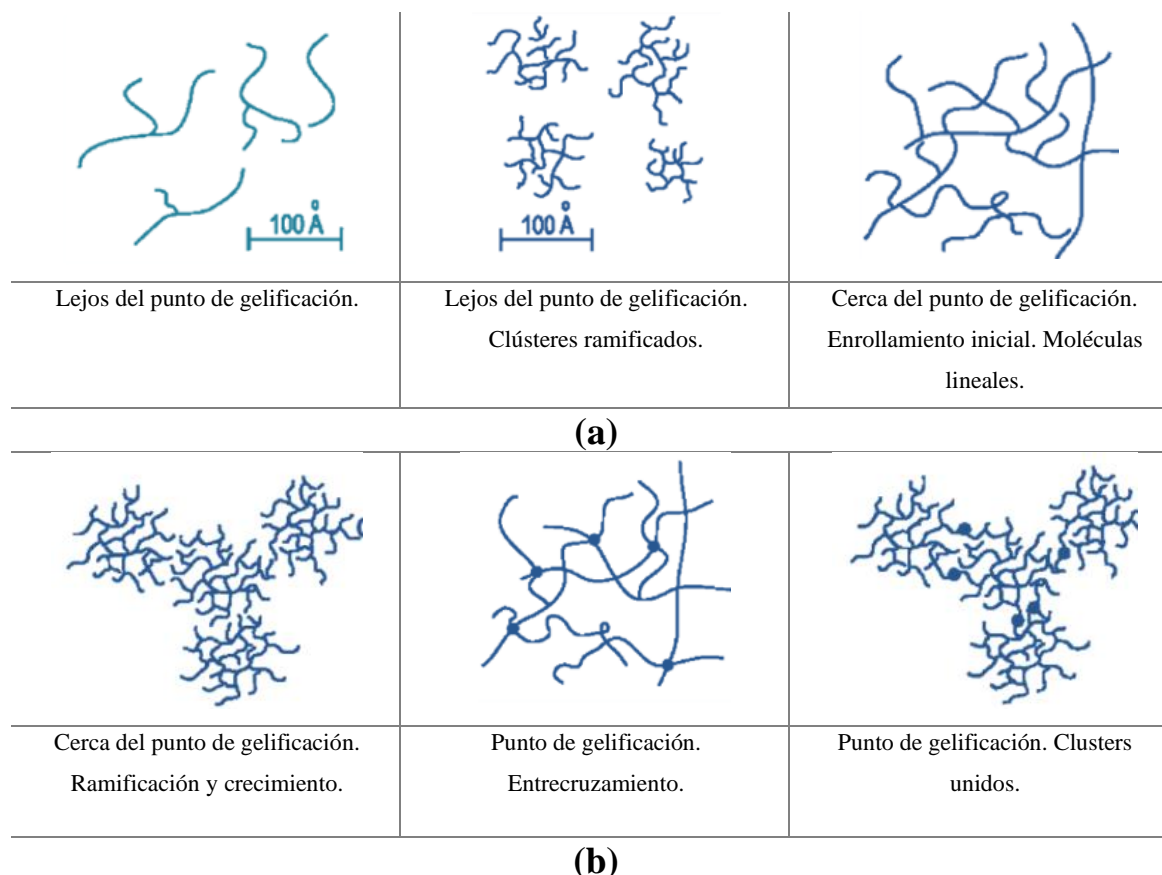 100 Å
100 Å
Lejos del punto de gelificación.
Lejos del punto de gelificación.
Clústeres ramificados.
Cerca del punto de gelificación.
Enrollamiento inicial. Moléculas
lineales.
(a)
Cerca del punto de gelificación.
Ramificación y crecimiento.
Punto de gelificación.
Entrecruzamiento.
Punto de gelificación. Clusters
unidos.
(b)